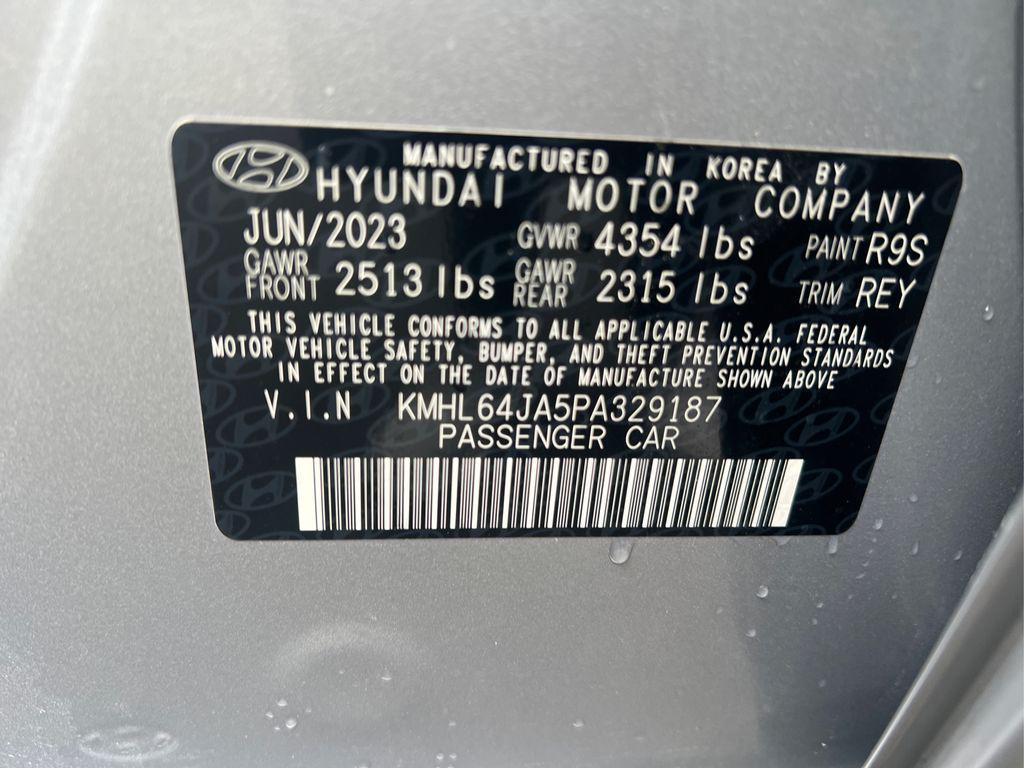 MANUFACTURED IN KOREA BY
HYUNDAI MOTOR COMPANY
JUN/2023 GVWR 4354 lbs PAINT R9S
GAWR FRONT 2513 lbs GAWR REAR 2315 lbs TRIM REY
THIS VEHICLE CONFORMS TO ALL APPLICABLE U.S.A. FEDERAL
MOTOR VEHICLE SAFETY, BUMPER, AND THEFT PREVENTION STANDARDS
IN EFFECT ON THE DATE OF MANUFACTURE SHOWN ABOVE
V.I.N KMHL64JA5PA329187
PASSENGER CAR